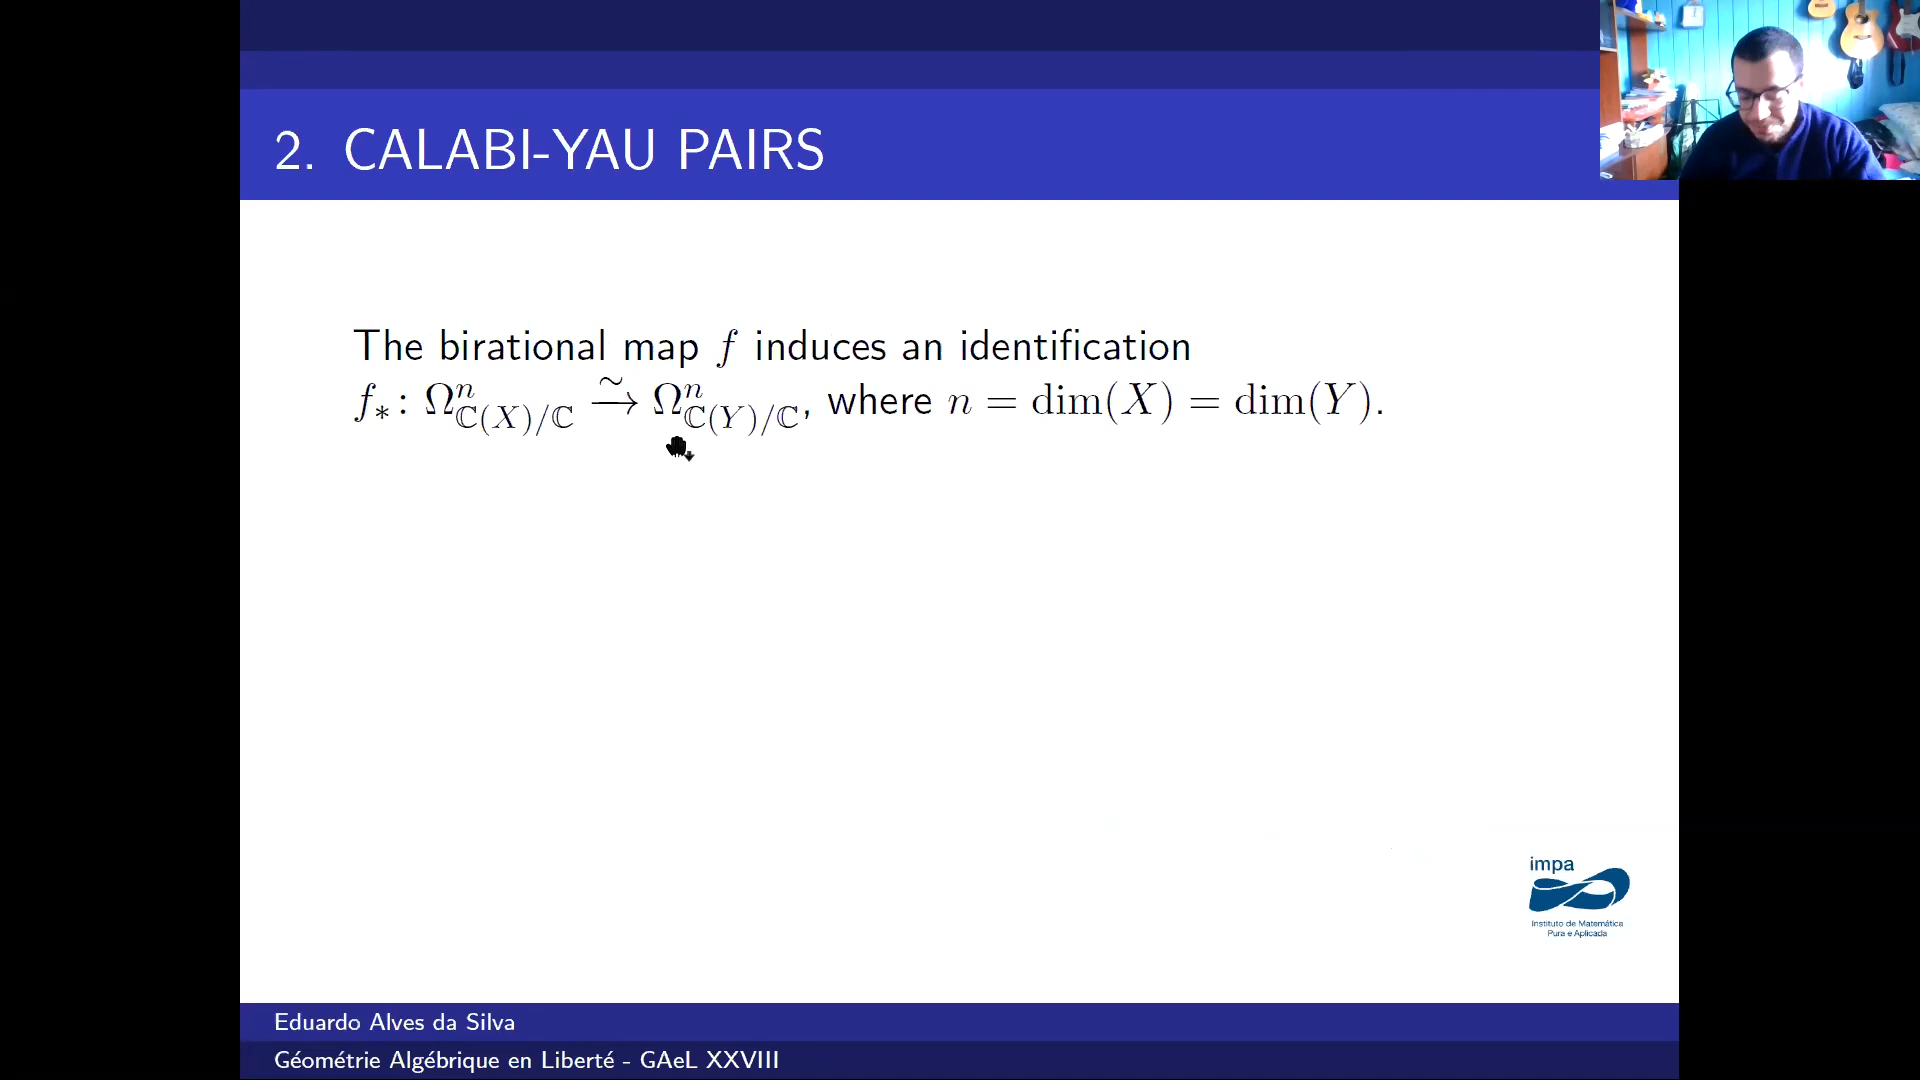 2. CALABI-YAU PAIRS
The birational map f induces an identification
f_*: Ω^n_{ℂ(X)/ℂ} ⥲ Ω^n_{ℂ(Y)/ℂ}, where n = dim(X) = dim(Y).
impa
Instituto de Matemática
Pura e Aplicada
Eduardo Alves da Silva
Géométrie Algébrique en Liberté - GAeL XXVIII